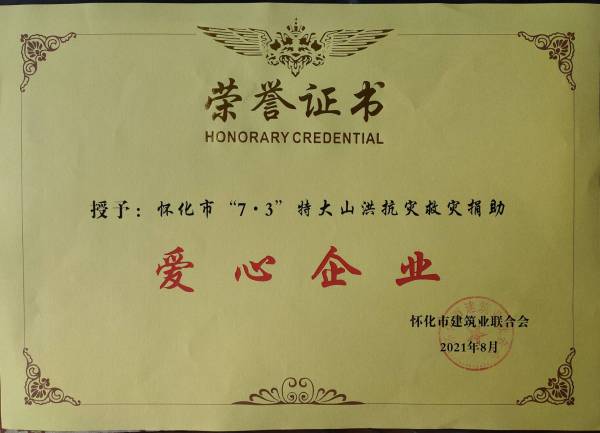 荣誉证书
HONORARY CREDENTIAL
授予：怀化市“7·3”特大山洪抗灾救灾捐助
爱心企业
怀化市建筑业联合会
2021年8月